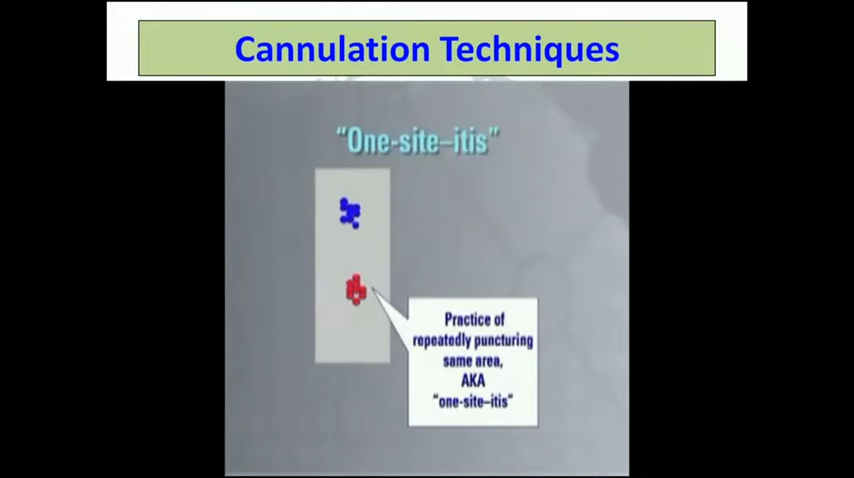 Cannulation Techniques
“One-site–itis”
Practice of
repeatedly puncturing
same area,
AKA
“one-site–itis”